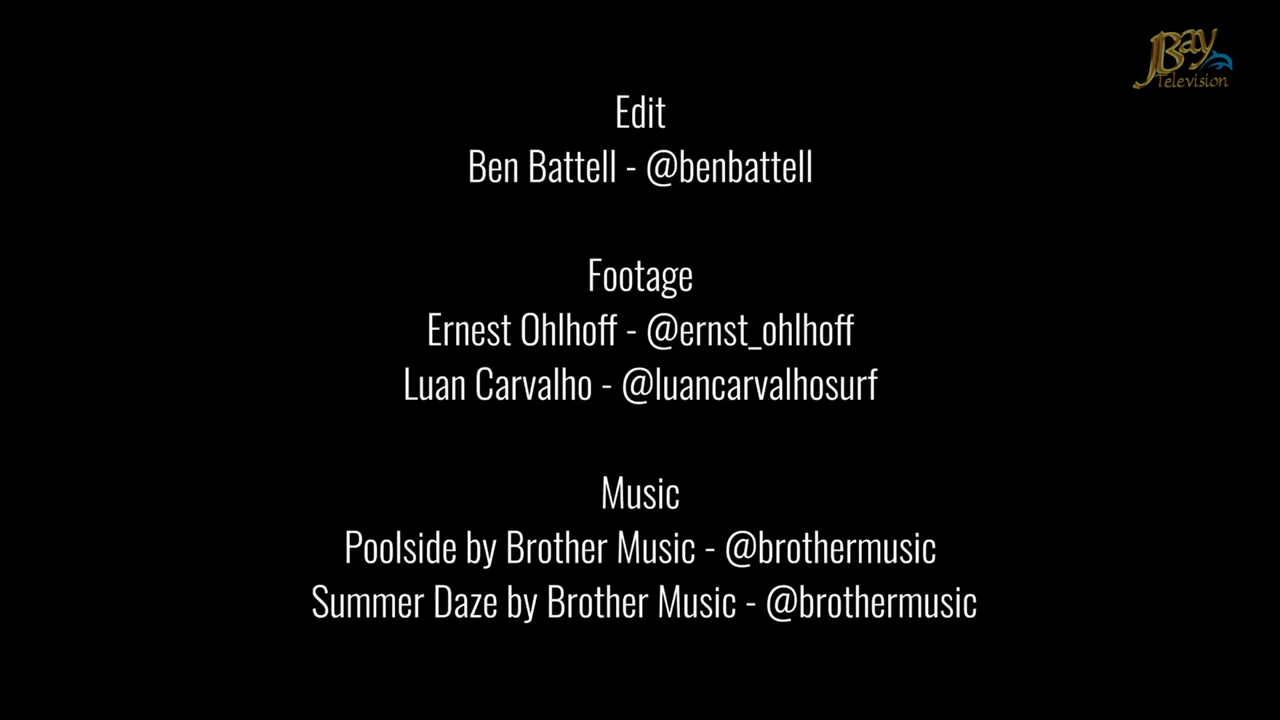 JBay
Television
Edit
Ben Battell - @benbattell
Footage
Ernest Ohlhoff - @ernst_ohlhoff
Luan Carvalho - @luancarvalhosurf
Music
Poolside by Brother Music - @brothermusic
Summer Daze by Brother Music - @brothermusic